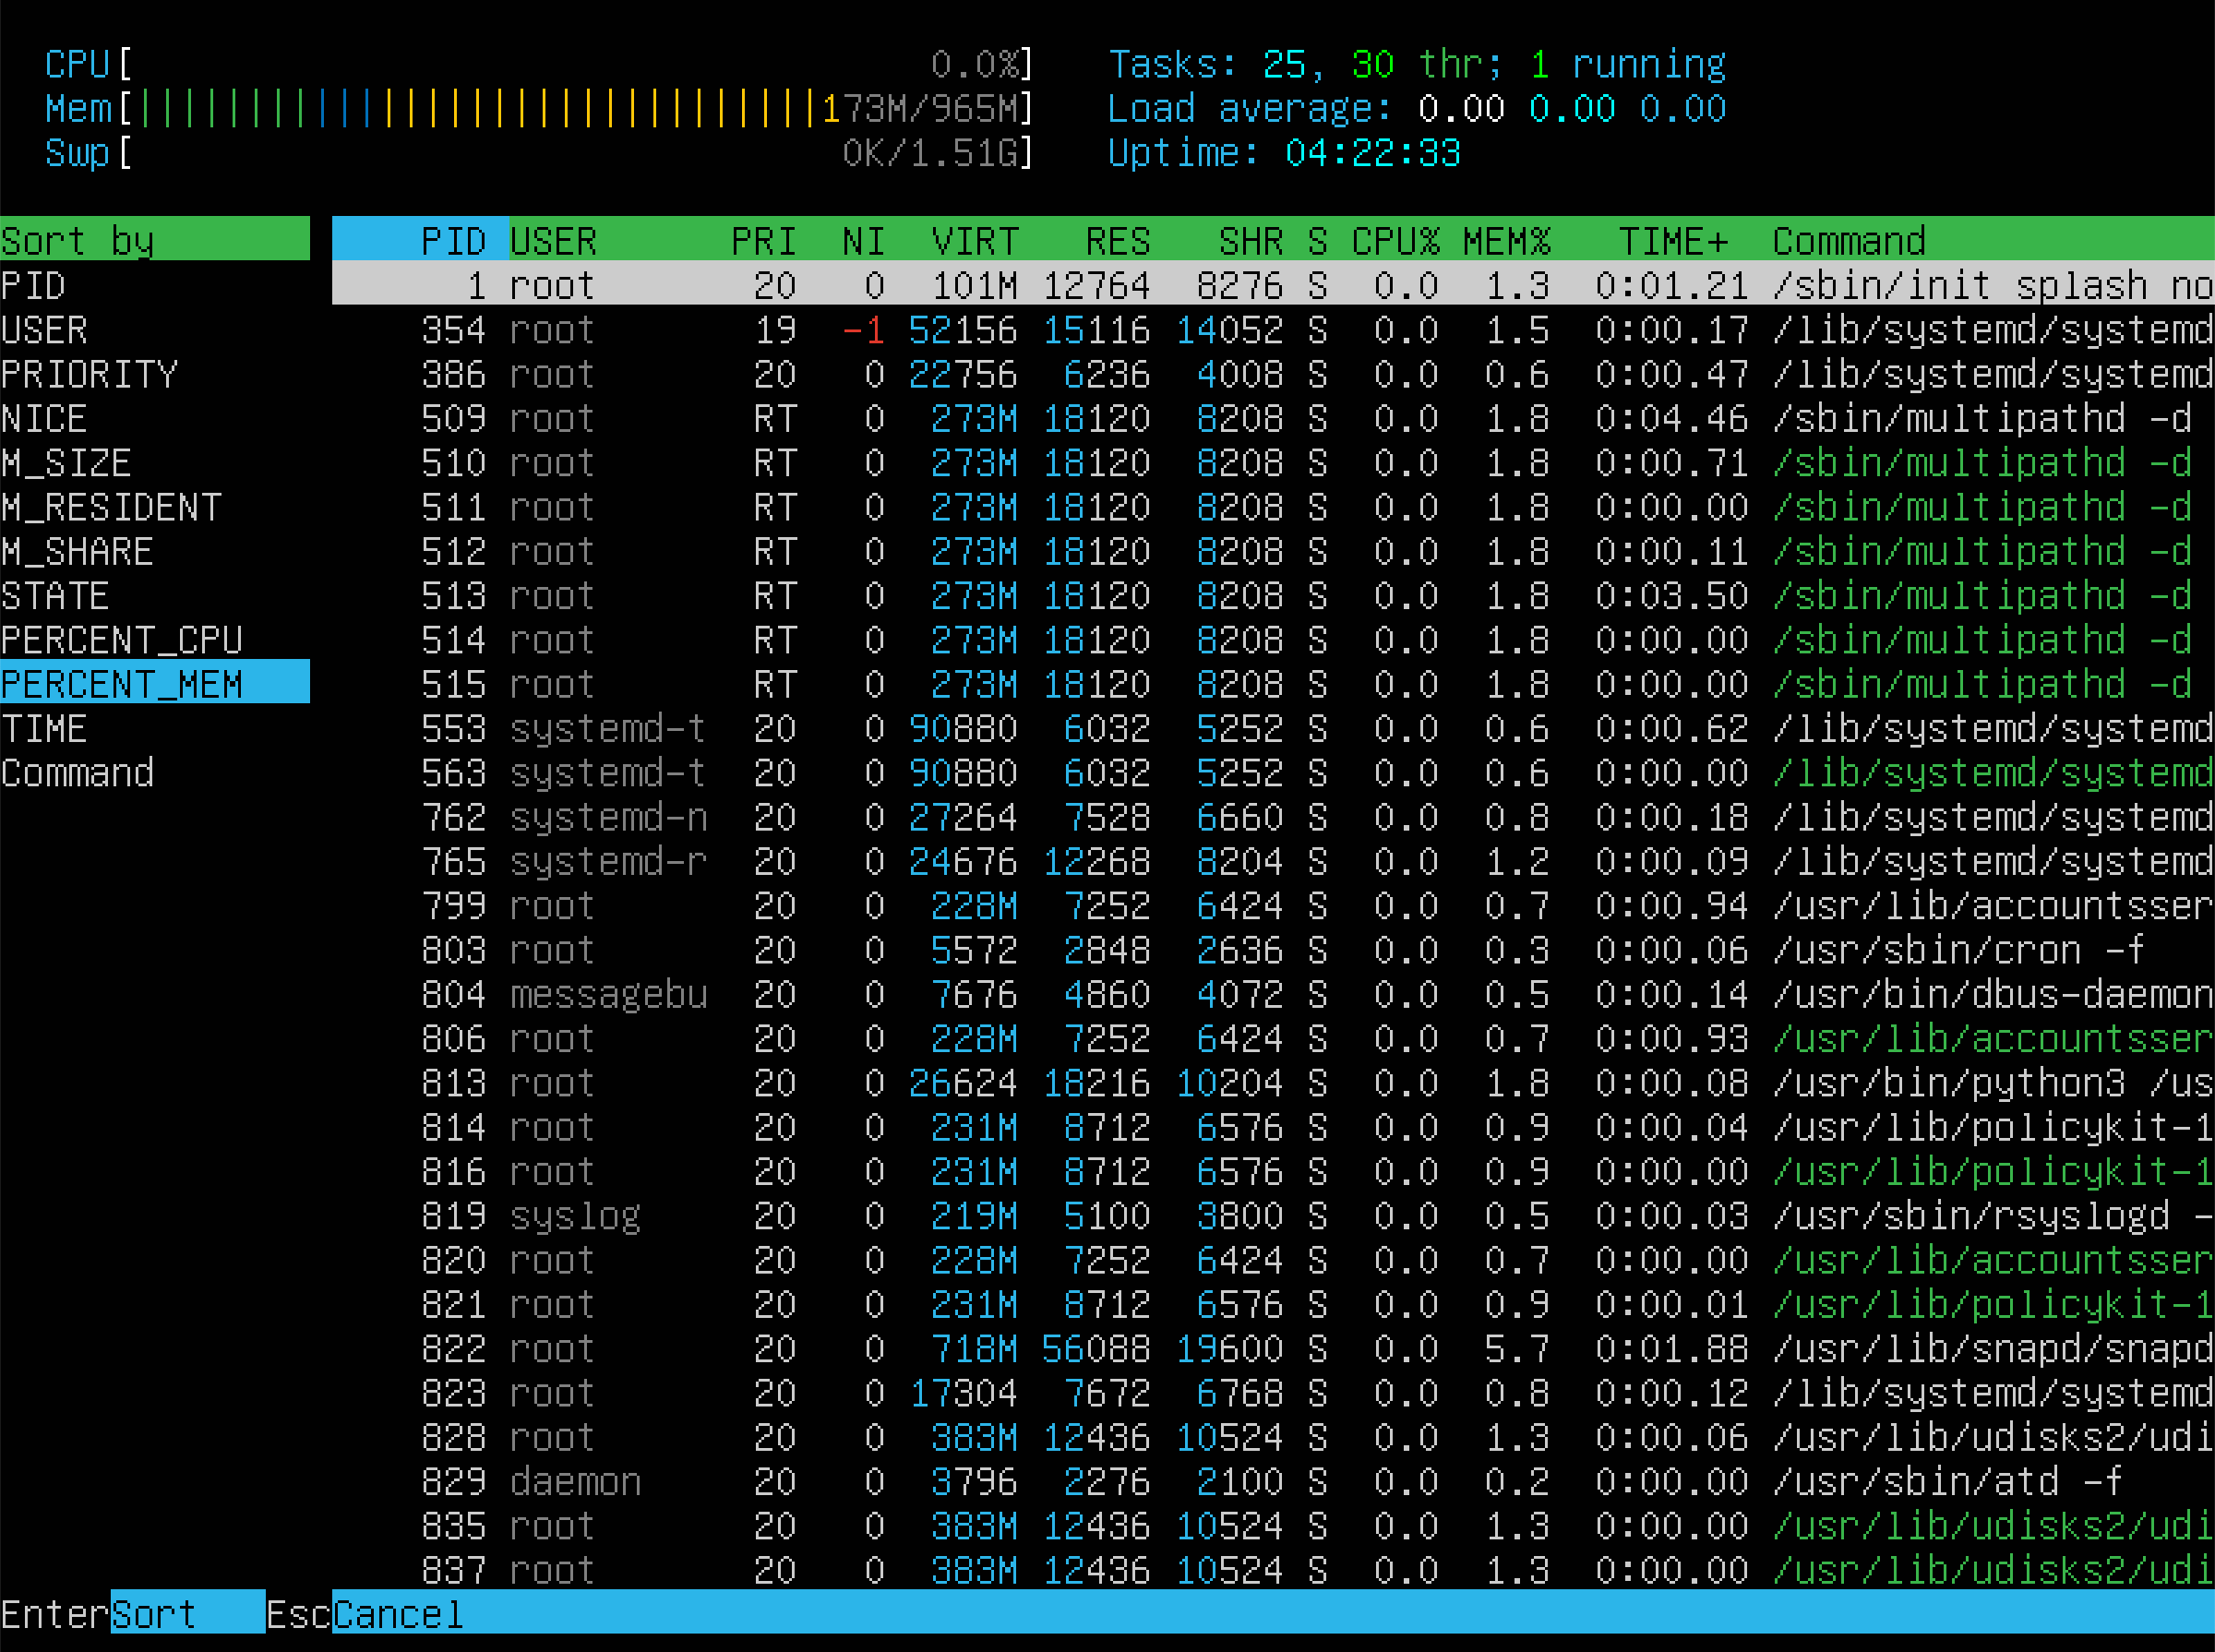 CPU[ 0.0%] Tasks: 25, 30 thr; 1 running
Mem[|||||||||||||||||||||||||||||||173M/965M] Load average: 0.00 0.00 0.00
Swp[ 0K/1.51G] Uptime: 04:22:33
Sort by PID USER PRI NI VIRT RES SHR S CPU% MEM% TIME+ Command
PID 1 root 20 0 101M 12764 8276 S 0.0 1.3 0:01.21 /sbin/init splash no
USER 354 root 19 -1 52156 15116 14052 S 0.0 1.5 0:00.17 /lib/systemd/systemd
PRIORITY 386 root 20 0 22756 6236 4008 S 0.0 0.6 0:00.47 /lib/systemd/systemd
NICE 509 root RT 0 273M 18120 8208 S 0.0 1.8 0:04.46 /sbin/multipathd -d
M_SIZE 510 root RT 0 273M 18120 8208 S 0.0 1.8 0:00.71 /sbin/multipathd -d
M_RESIDENT 511 root RT 0 273M 18120 8208 S 0.0 1.8 0:00.00 /sbin/multipathd -d
M_SHARE 512 root RT 0 273M 18120 8208 S 0.0 1.8 0:00.11 /sbin/multipathd -d
STATE 513 root RT 0 273M 18120 8208 S 0.0 1.8 0:03.50 /sbin/multipathd -d
PERCENT_CPU 514 root RT 0 273M 18120 8208 S 0.0 1.8 0:00.00 /sbin/multipathd -d
PERCENT_MEM 515 root RT 0 273M 18120 8208 S 0.0 1.8 0:00.00 /sbin/multipathd -d
TIME 553 systemd-t 20 0 90880 6032 5252 S 0.0 0.6 0:00.62 /lib/systemd/systemd
Command 563 systemd-t 20 0 90880 6032 5252 S 0.0 0.6 0:00.00 /lib/systemd/systemd
762 systemd-n 20 0 27264 7528 6660 S 0.0 0.8 0:00.18 /lib/systemd/systemd
765 systemd-r 20 0 24676 12268 8204 S 0.0 1.2 0:00.09 /lib/systemd/systemd
799 root 20 0 228M 7252 6424 S 0.0 0.7 0:00.94 /usr/lib/accountsser
803 root 20 0 5572 2848 2636 S 0.0 0.3 0:00.06 /usr/sbin/cron -f
804 messagebu 20 0 7676 4860 4072 S 0.0 0.5 0:00.14 /usr/bin/dbus-daemon
806 root 20 0 228M 7252 6424 S 0.0 0.7 0:00.93 /usr/lib/accountsser
813 root 20 0 26624 18216 10204 S 0.0 1.8 0:00.08 /usr/bin/python3 /us
814 root 20 0 231M 8712 6576 S 0.0 0.9 0:00.04 /usr/lib/policykit-1
816 root 20 0 231M 8712 6576 S 0.0 0.9 0:00.00 /usr/lib/policykit-1
819 syslog 20 0 219M 5100 3800 S 0.0 0.5 0:00.03 /usr/sbin/rsyslogd -
820 root 20 0 228M 7252 6424 S 0.0 0.7 0:00.00 /usr/lib/accountsser
821 root 20 0 231M 8712 6576 S 0.0 0.9 0:00.01 /usr/lib/policykit-1
822 root 20 0 718M 56088 19600 S 0.0 5.7 0:01.88 /usr/lib/snapd/snapd
823 root 20 0 17304 7672 6768 S 0.0 0.8 0:00.12 /lib/systemd/systemd
828 root 20 0 383M 12436 10524 S 0.0 1.3 0:00.06 /usr/lib/udisks2/udi
829 daemon 20 0 3796 2276 2100 S 0.0 0.2 0:00.00 /usr/sbin/atd -f
835 root 20 0 383M 12436 10524 S 0.0 1.3 0:00.00 /usr/lib/udisks2/udi
837 root 20 0 383M 12436 10524 S 0.0 1.3 0:00.00 /usr/lib/udisks2/udi
EnterSort EscCancel